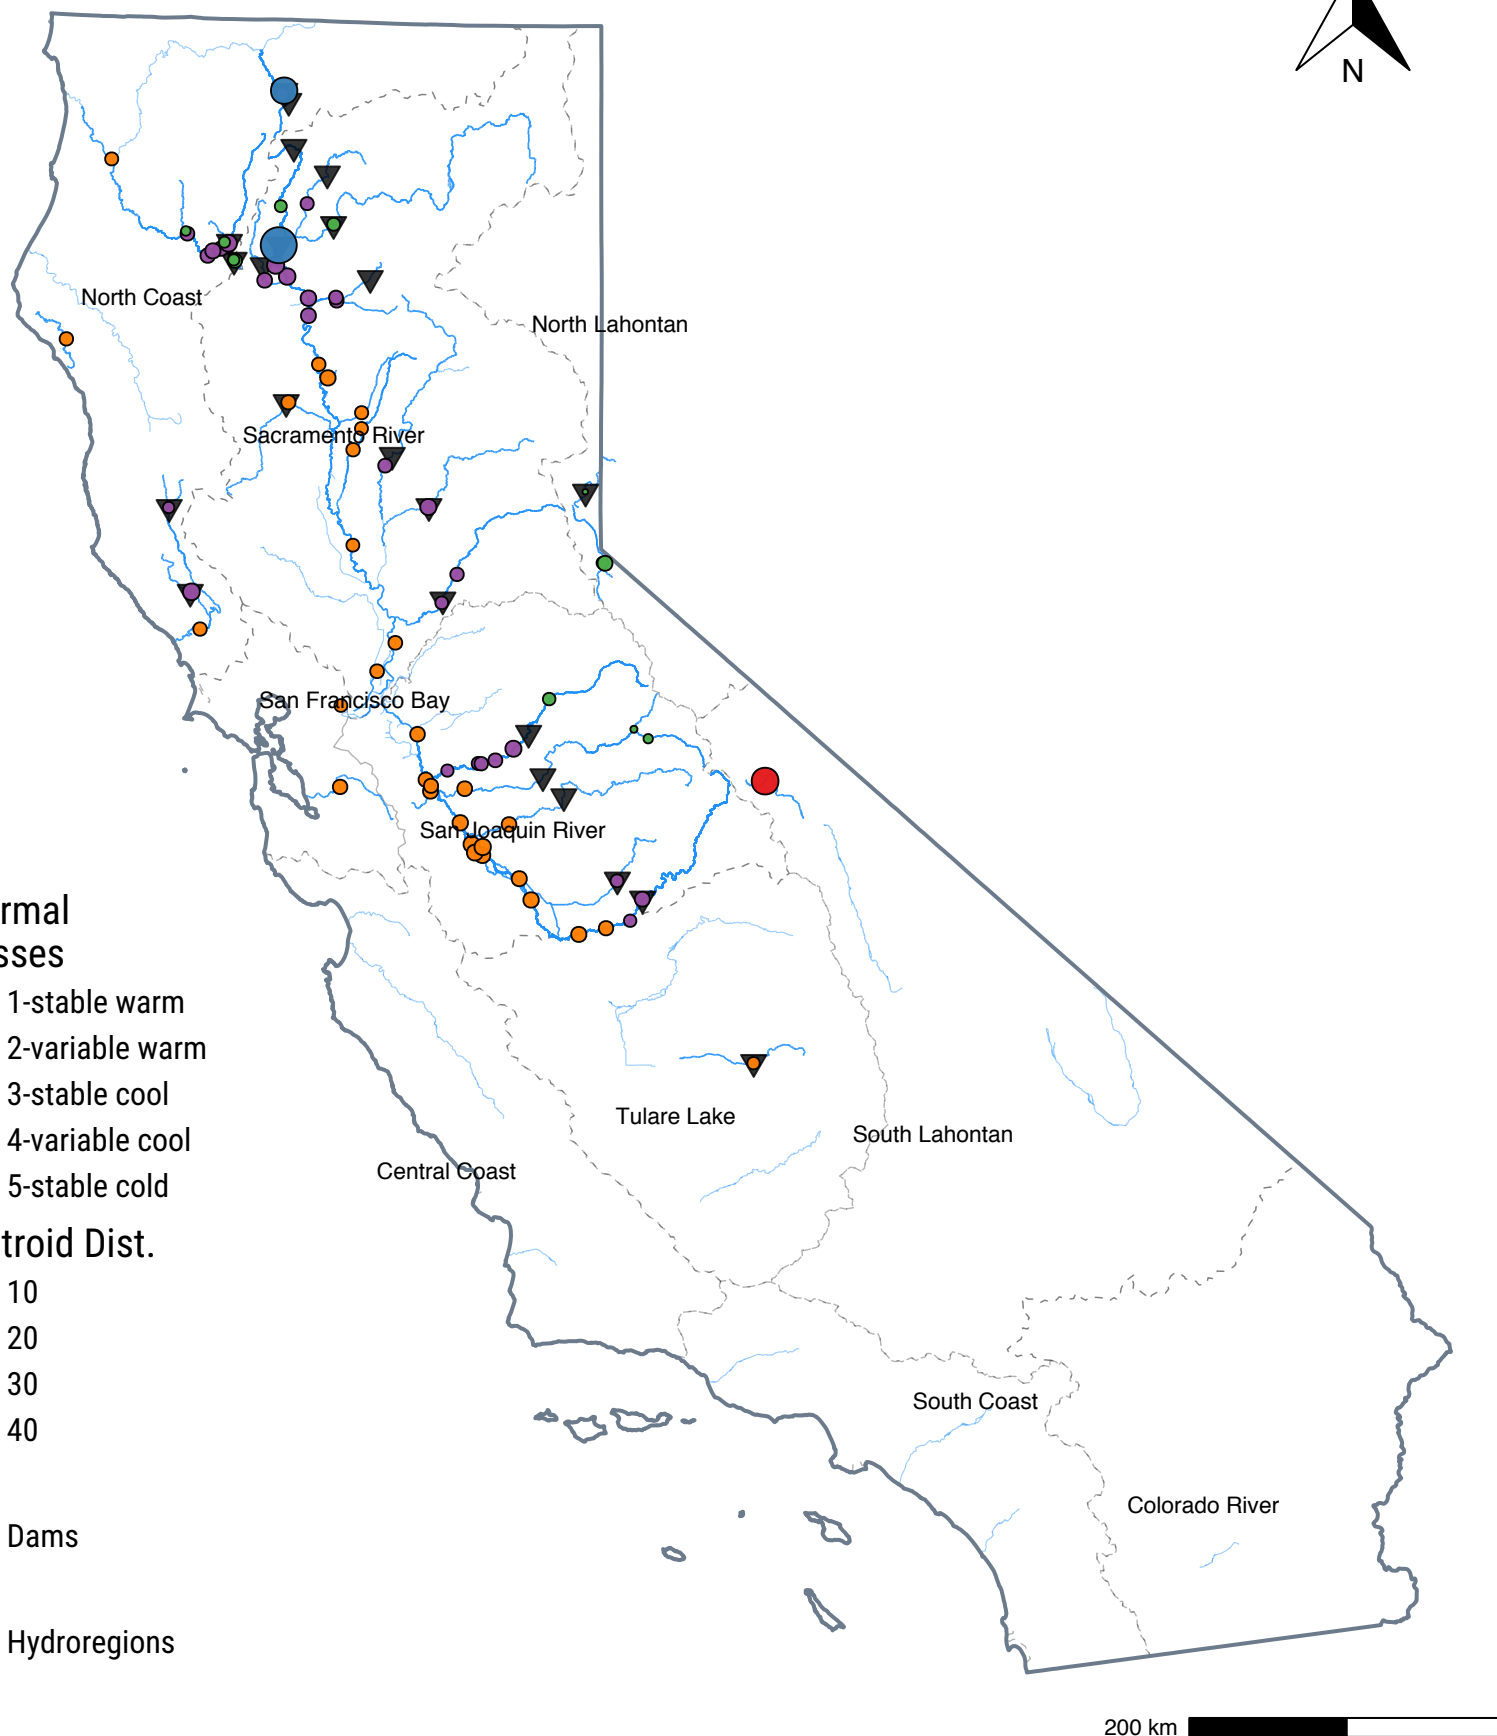 N
North Coast
North Lahontan
Sacramento River
San Francisco Bay
San Joaquin River
rmal
sses
1-stable warm
2-variable warm
3-stable cool
4-variable cool
5-stable cold
troid Dist.
10
20
30
40
Dams
Hydroregions
Tulare Lake
South Lahontan
Central Coast
South Coast
Colorado River
200 km